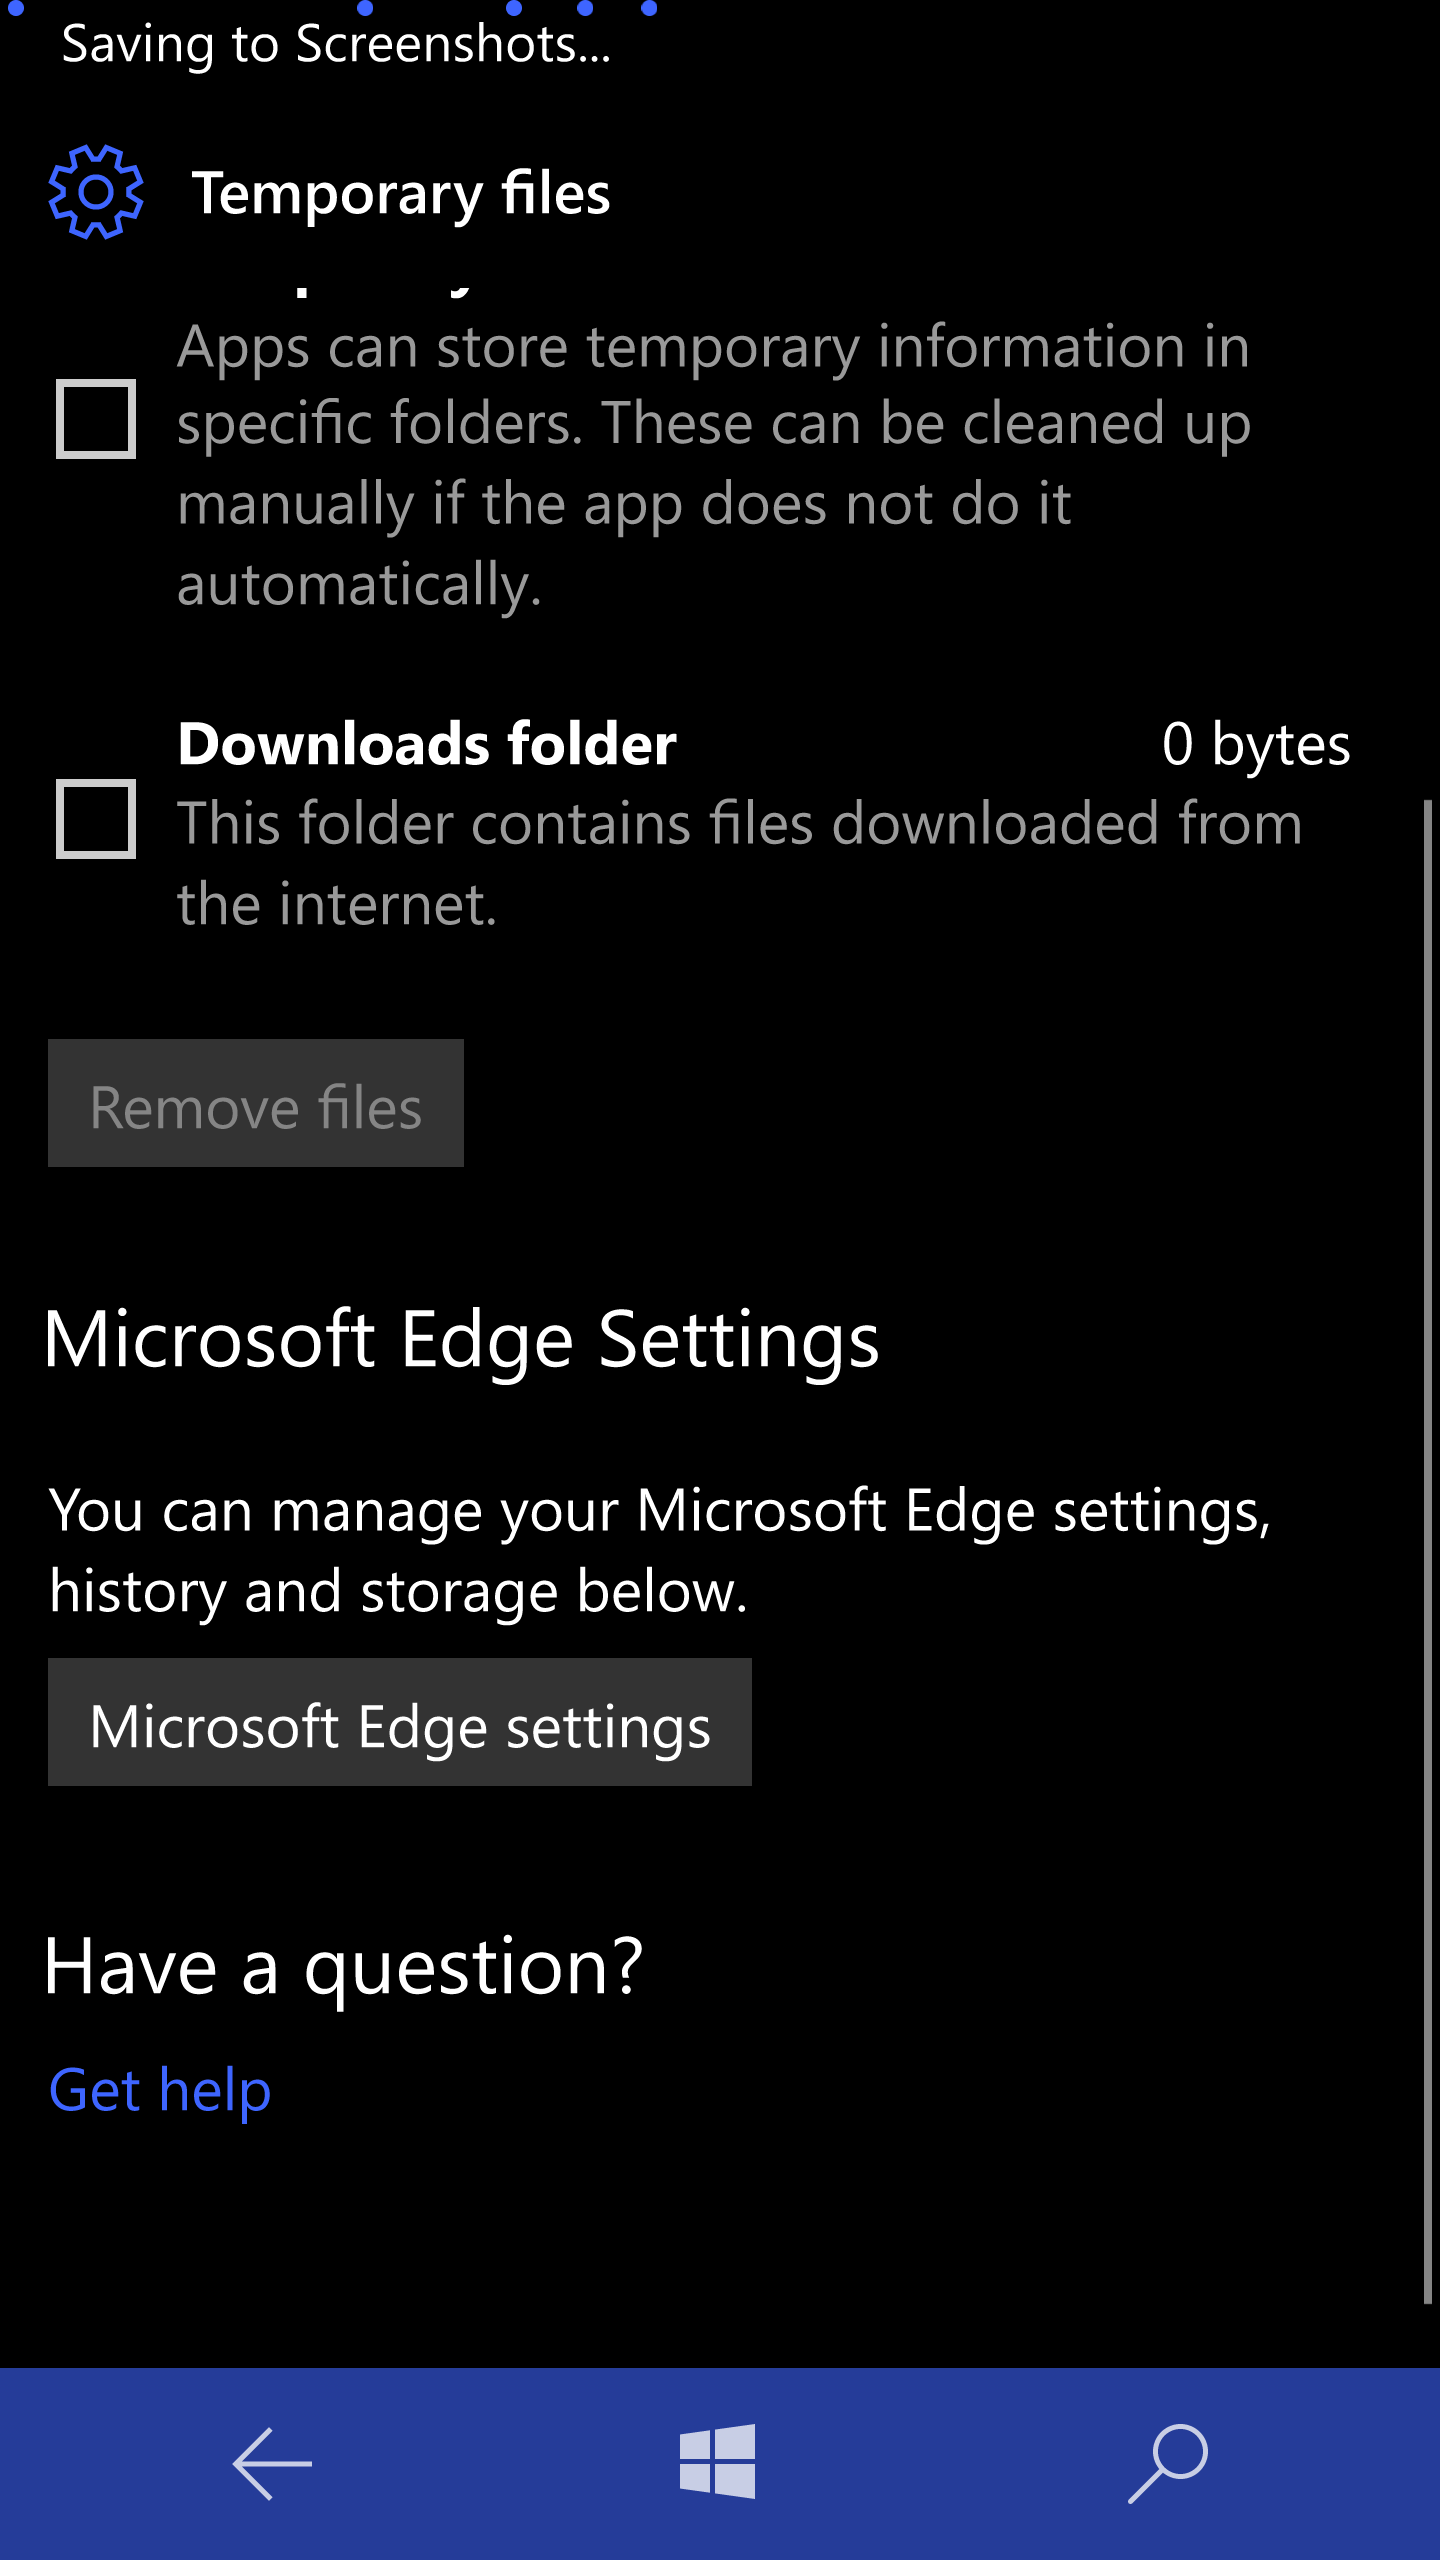 Saving to Screenshots...
Temporary files
Apps can store temporary information in
specific folders. These can be cleaned up
manually if the app does not do it
automatically.
Downloads folder 0 bytes
This folder contains files downloaded from
the internet.
Remove files
Microsoft Edge Settings
You can manage your Microsoft Edge settings,
history and storage below.
Microsoft Edge settings
Have a question?
Get help